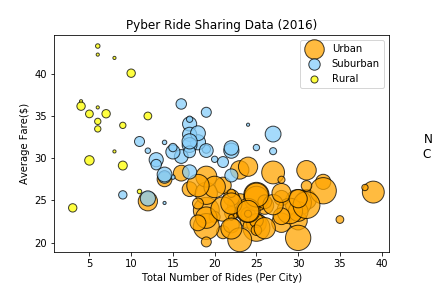 Pyber Ride Sharing Data (2016)
Urban
Suburban
Rural
Average Fare($)
40
35
30
25
20
5 10 15 20 25 30 35 40
Total Number of Rides (Per City)
N
C